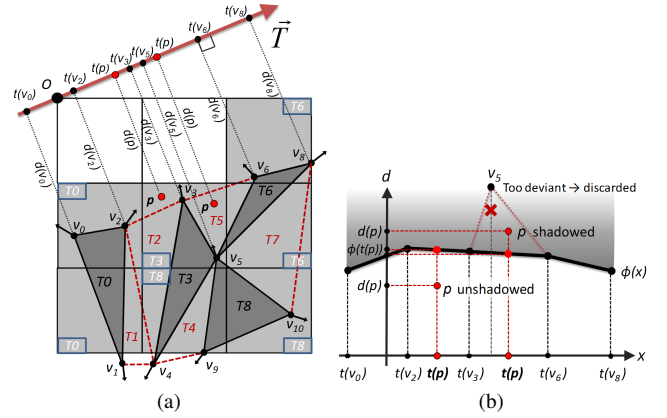 t(v8)
t(v6)
t(p)
t(v5)
t(v3)
t(p)
t(v2)
O
t(v0)
T
d(v0)
d(v2)
d(p)
d(v3)
d(v5)
d(p)
d(v6)
d(v8)
T6
T0
v0
v2
p
v3
p
T5
v6
T6
v8
T2
T7
T3
T8
v5
T6
T0
T3
T8
v10
T1
T4
T0
T8
v1
v4
v9
(a)
d
v5
Too deviant → discarded
d(p)
p shadowed
ϕ(t(p))
d(p)
p unshadowed
ϕ(x)
x
t(v0)
t(v2)
t(p)
t(v3)
t(p)
t(v6)
t(v8)
(b)